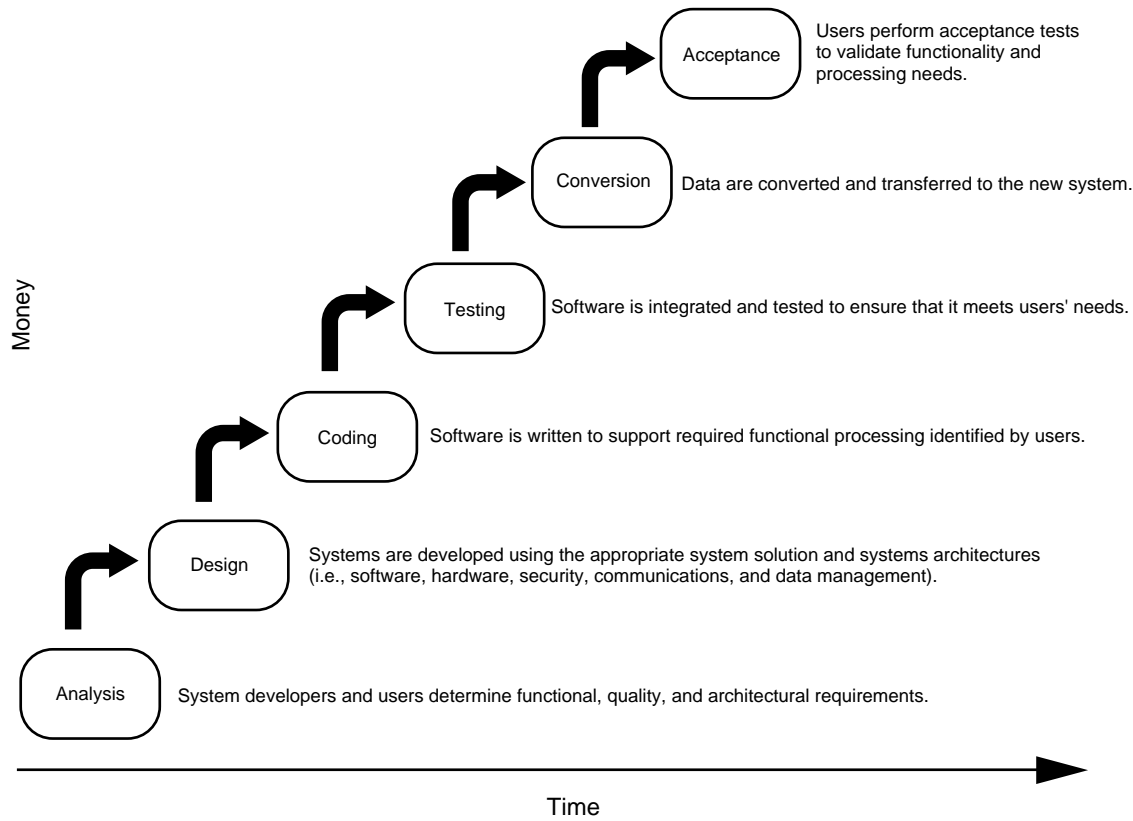 Acceptance
Users perform acceptance tests
to validate functionality and
processing needs.
Conversion
Data are converted and transferred to the new system.
Money
Testing
Software is integrated and tested to ensure that it meets users' needs.
Coding
Software is written to support required functional processing identified by users.
Design
Systems are developed using the appropriate system solution and systems architectures
(i.e., software, hardware, security, communications, and data management).
Analysis
System developers and users determine functional, quality, and architectural requirements.
Time